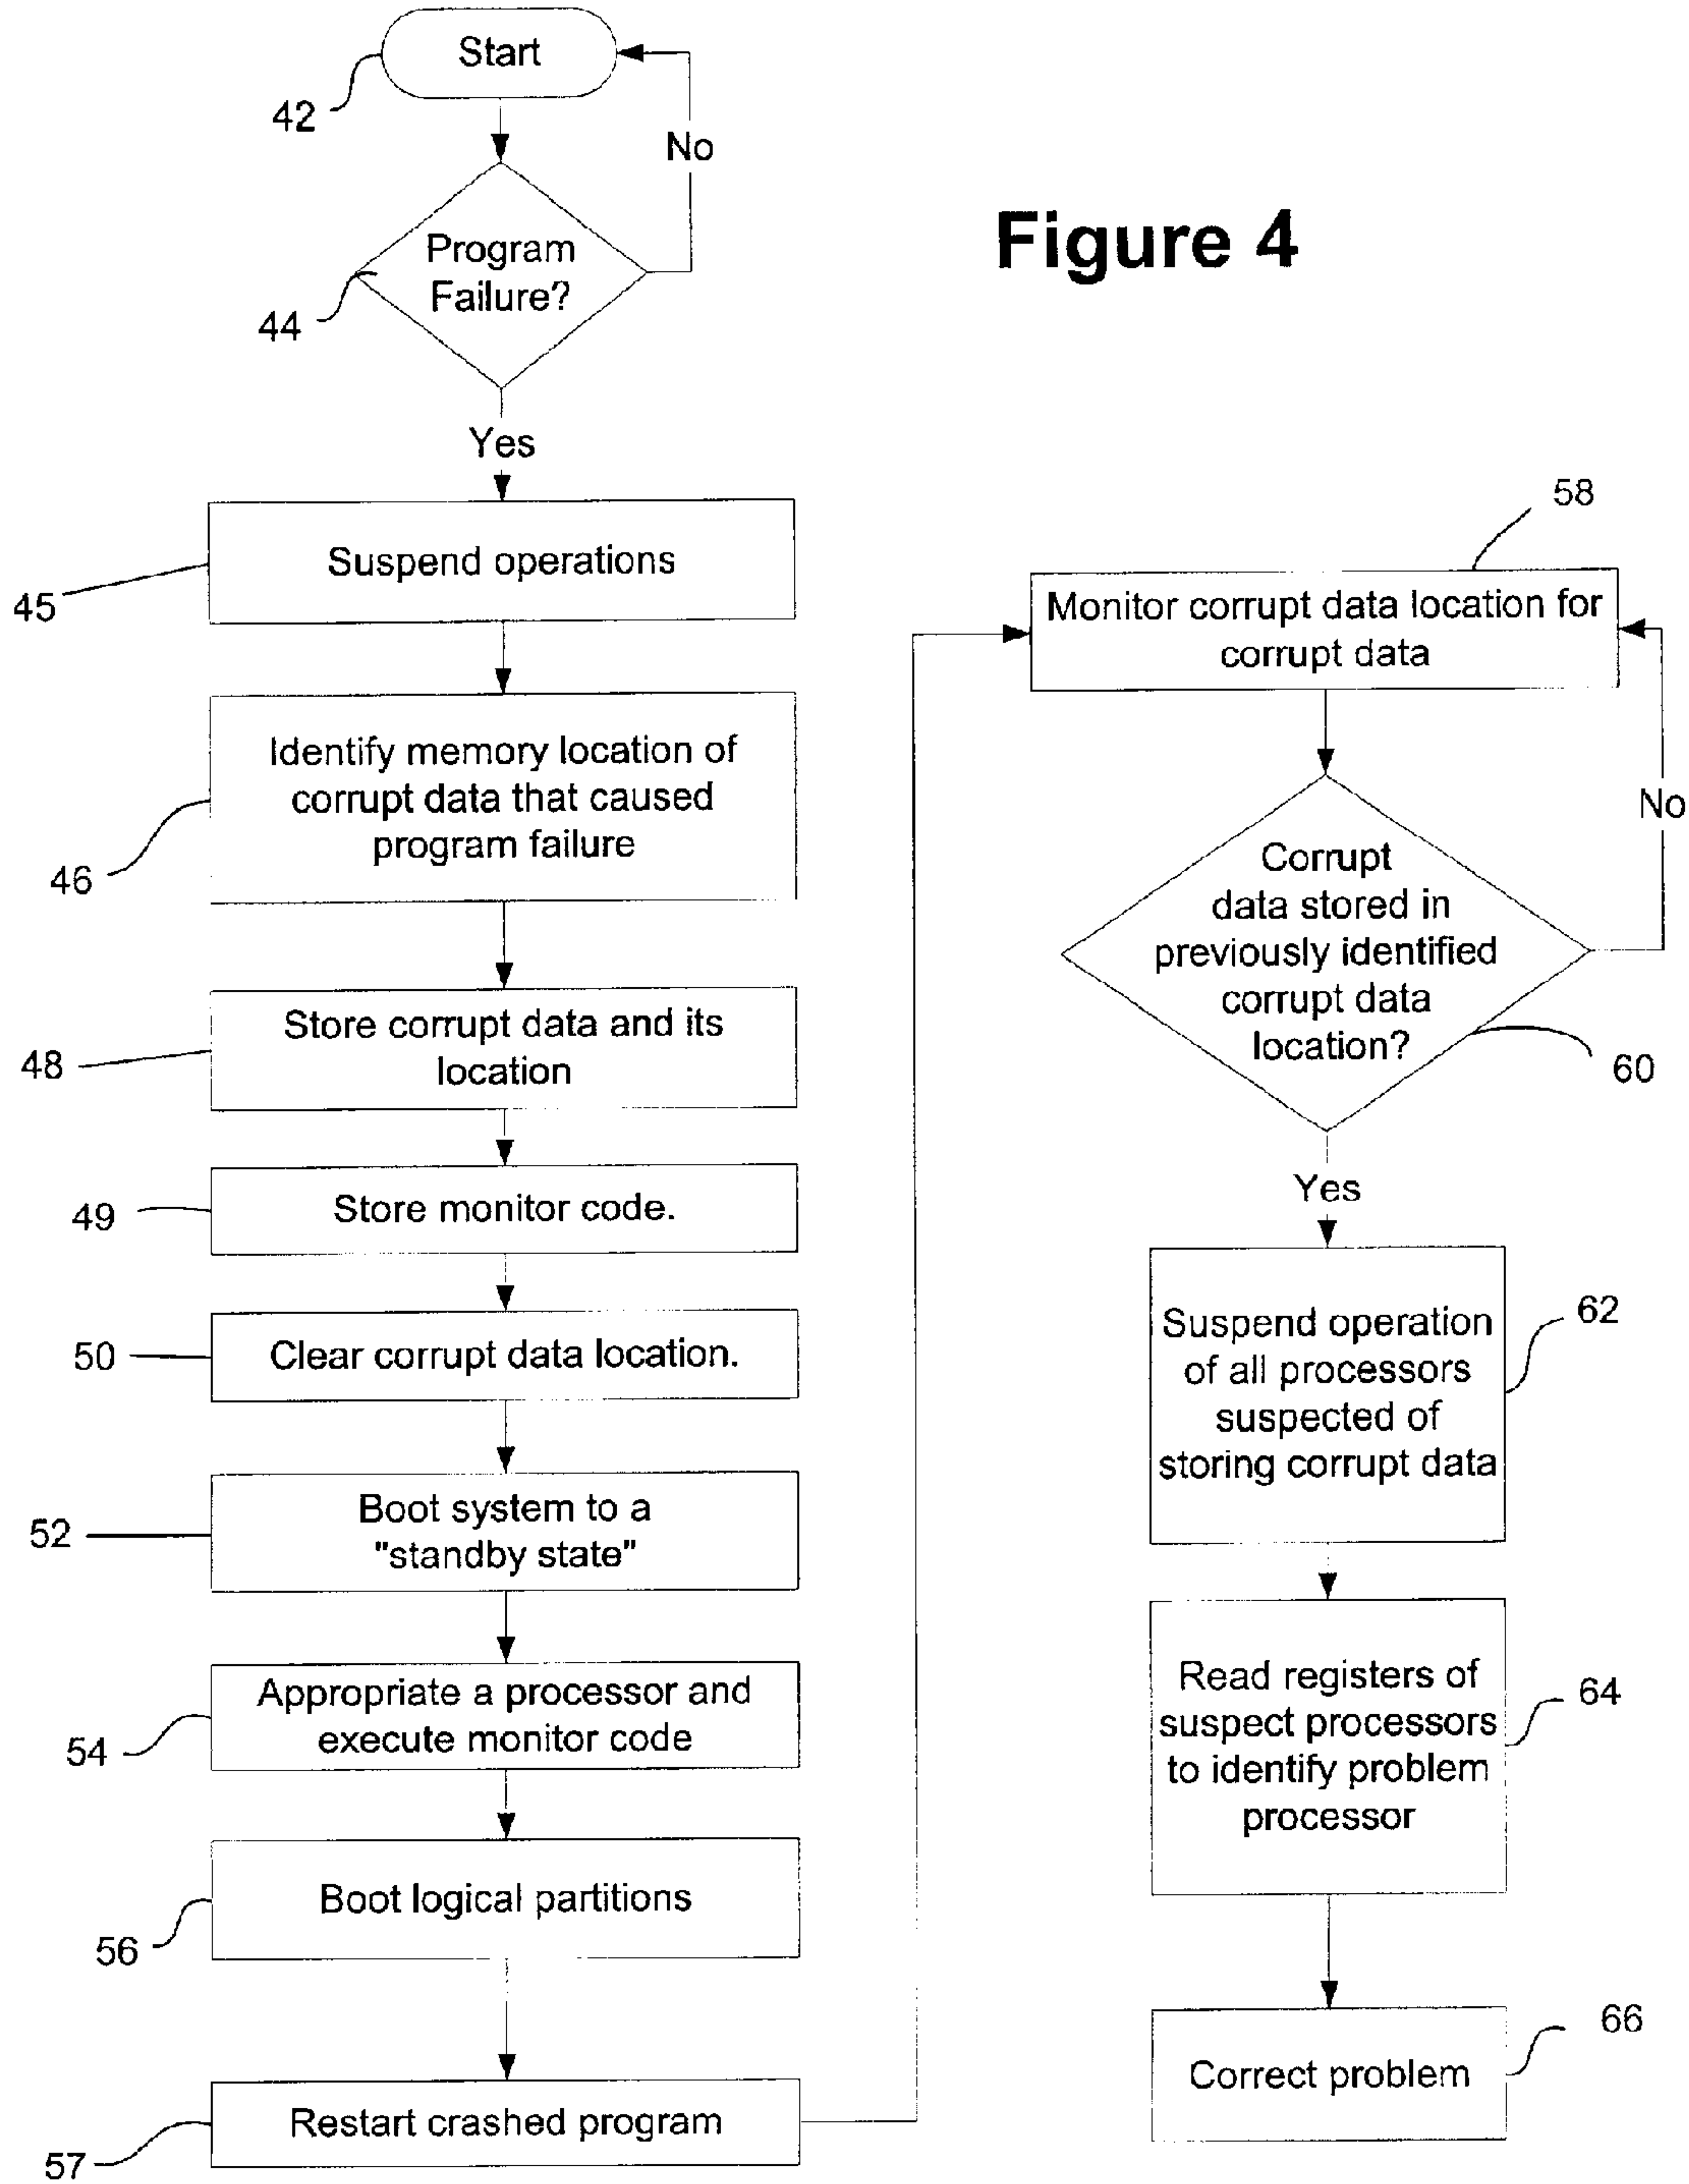 Start
42
No
Figure 4
Program
Failure?
44
Yes
Suspend operations
45
Identify memory location of
corrupt data that caused
program failure
46
Store corrupt data and its
location
48
Store monitor code.
49
Clear corrupt data location.
50
Boot system to a
"standby state"
52
Appropriate a processor and
execute monitor code
54
Boot logical partitions
56
Restart crashed program
57
58
Monitor corrupt data location for
corrupt data
No
Corrupt
data stored in
previously identified
corrupt data
location?
60
Yes
Suspend operation
of all processors
suspected of
storing corrupt data
62
Read registers of
suspect processors
to identify problem
processor
64
Correct problem
66